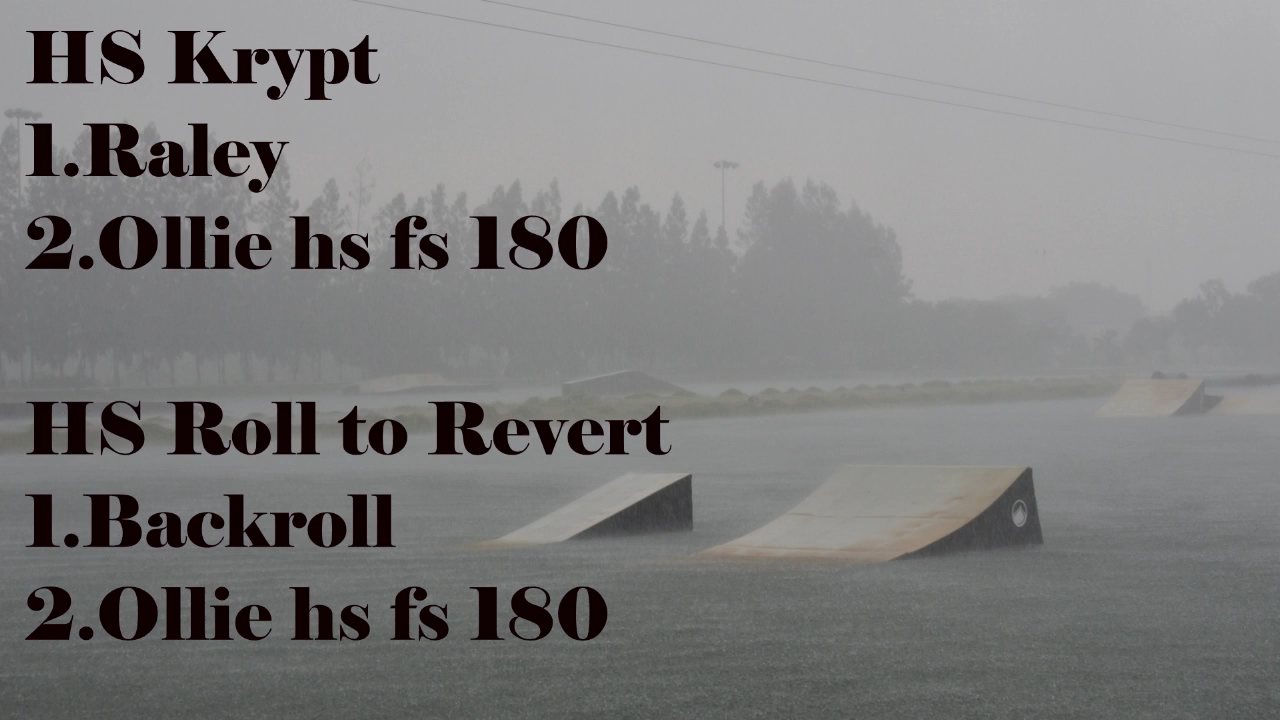 HS Krypt
1.Raley
2.Ollie hs fs 180
HS Roll to Revert
1.Backroll
2.Ollie hs fs 180